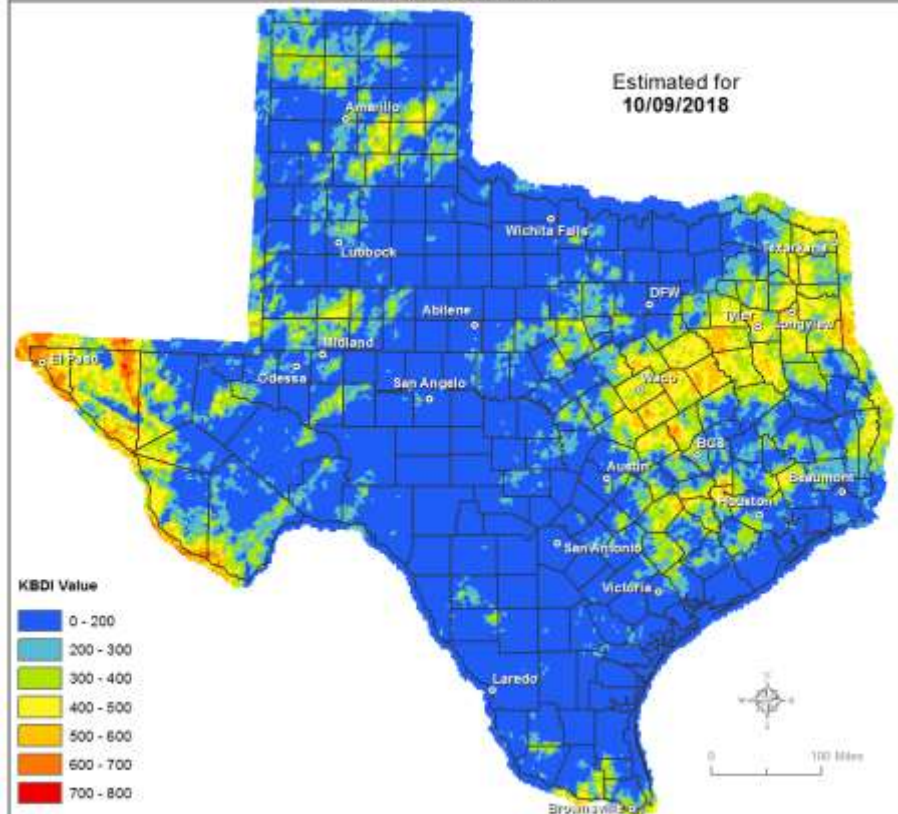 Estimated for
10/09/2018
Amarillo
Wichita Falls
Texarkana
Lubbock
DFW
Abilene
Tyler
Longview
Midland
El Paso
Odessa
Waco
San Angelo
BCS
Austin
Beaumont
Houston
San Antonio
KBDI Value
Victoria
0 - 200
200 - 300
300 - 400
Laredo
400 - 500
500 - 600
600 - 700
0 100 Miles
700 - 800
Brownsville